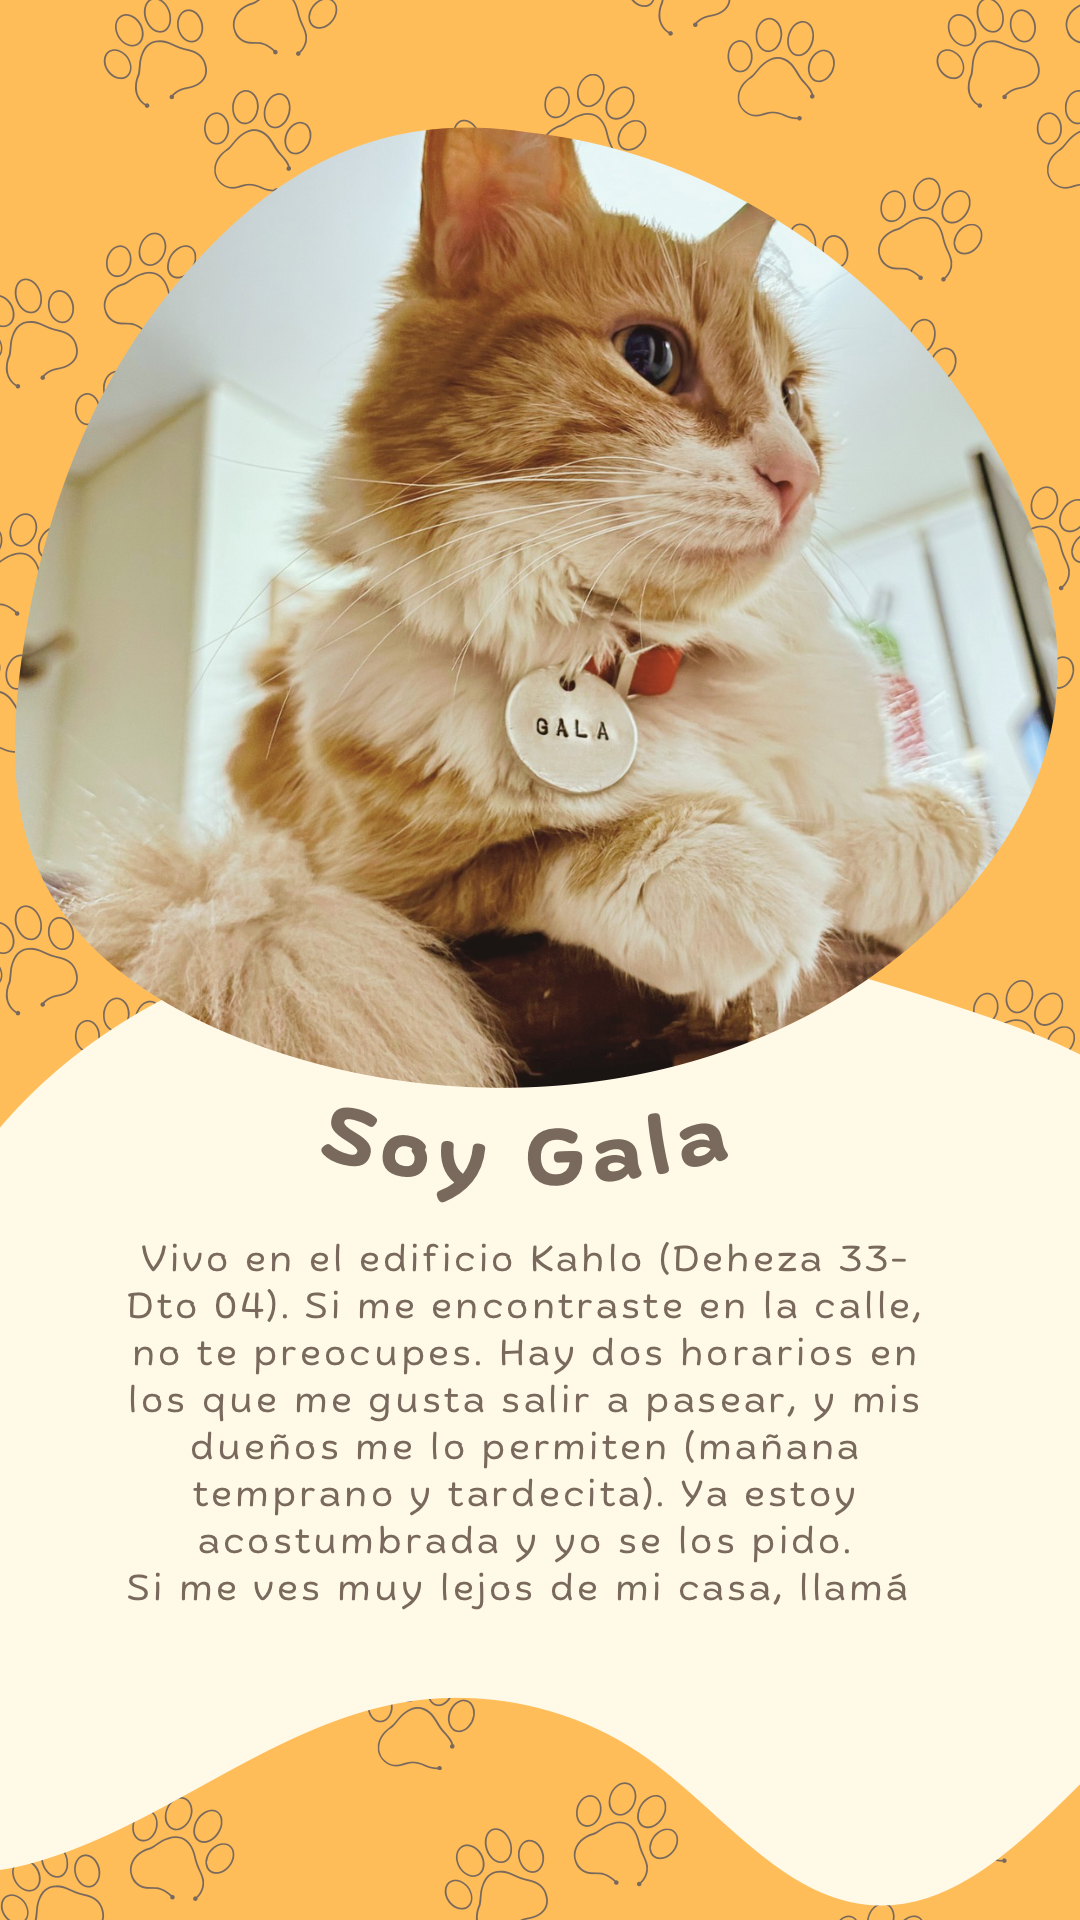 GALA
Soy Gala
Vivo en el edificio Kahlo (Deheza 33-
Dto 04). Si me encontraste en la calle,
no te preocupes. Hay dos horarios en
los que me gusta salir a pasear, y mis
dueños me lo permiten (mañana
temprano y tardecita). Ya estoy
acostumbrada y yo se los pido.
Si me ves muy lejos de mi casa, llamá